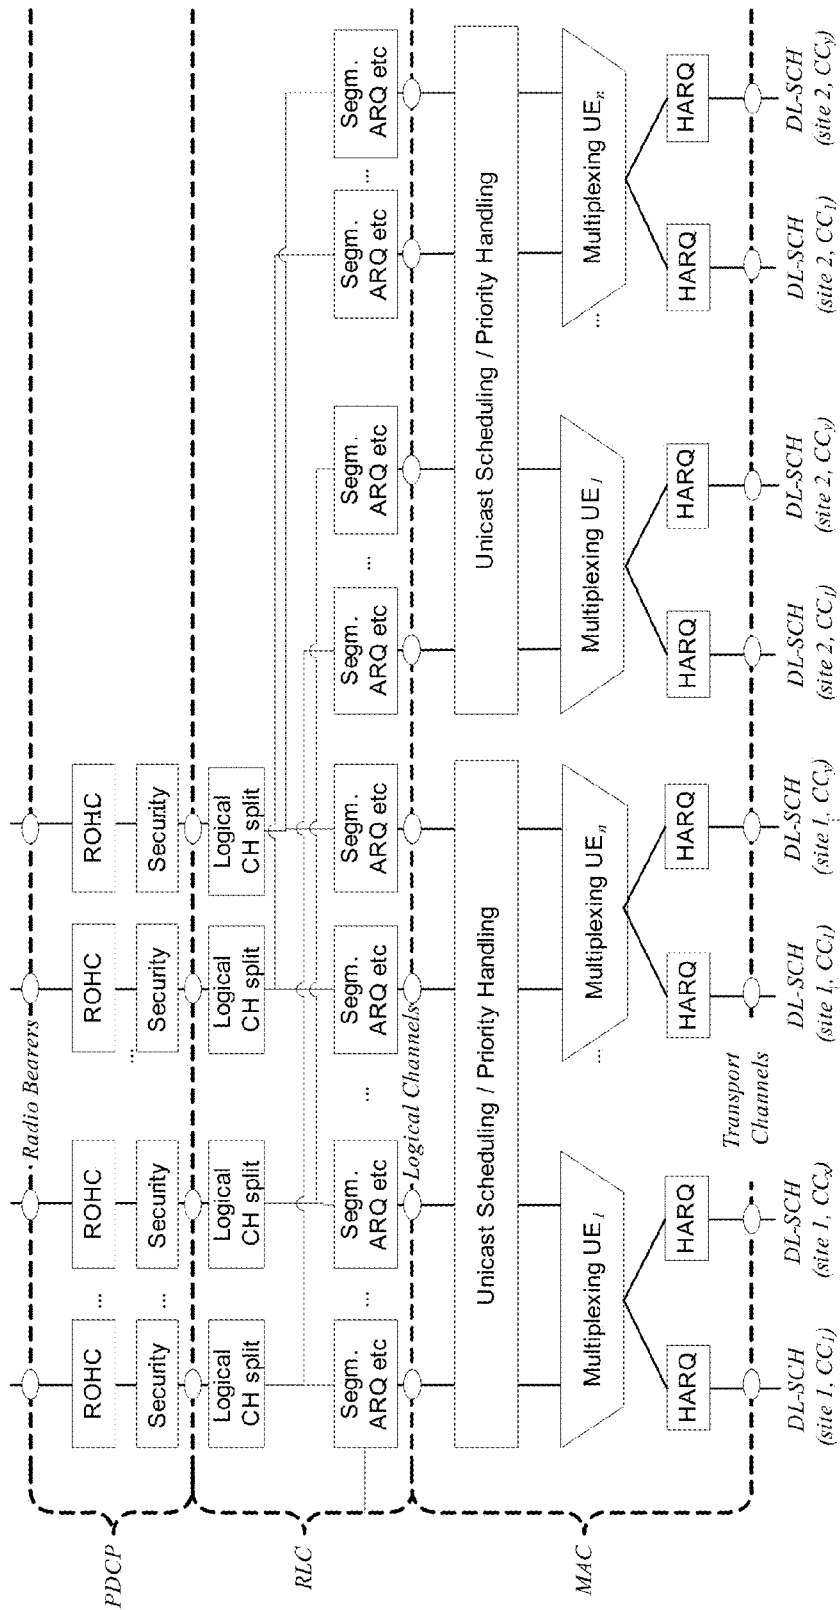 Radio Bearers
PDCP
ROHC
...
ROHC
ROHC
ROHC
Security
...
Security
...
Security
Security
RLC
Logical
CH split
Logical
CH split
Logical
CH split
Logical
CH split
Segm.
ARQ etc
...
Segm.
ARQ etc
...
Segm.
ARQ etc
Segm.
ARQ etc
Segm.
ARQ etc
...
Segm.
ARQ etc
Segm.
ARQ etc
...
Segm.
ARQ etc
Logical Channels
MAC
Unicast Scheduling / Priority Handling
Unicast Scheduling / Priority Handling
Multiplexing UE1
...
Multiplexing UEn
Multiplexing UE1
...
Multiplexing UEn
HARQ
HARQ
HARQ
HARQ
HARQ
HARQ
HARQ
HARQ
Transport
Channels
DL-SCH
(site 1, CC1)
DL-SCH
(site 1, CCx)
DL-SCH
(site 1, CC1)
DL-SCH
(site 1, CCy)
DL-SCH
(site 2, CC1)
DL-SCH
(site 2, CCy)
DL-SCH
(site 2, CC1)
DL-SCH
(site 2, CCy)